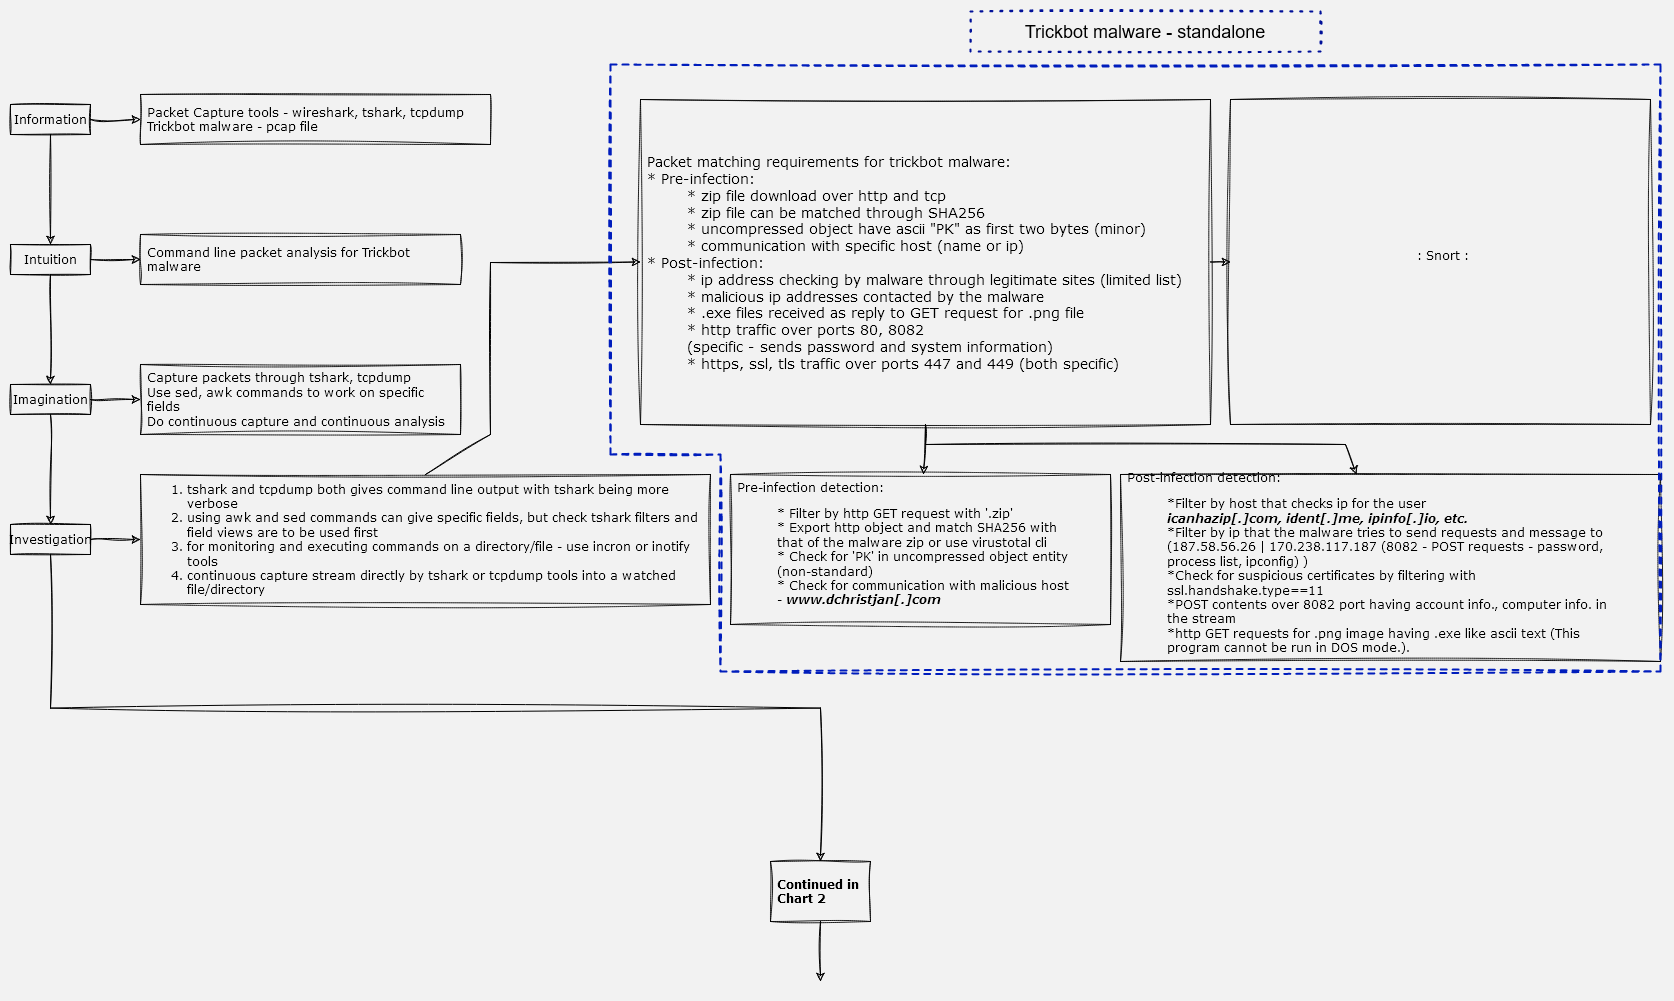 Trickbot malware - standalone
Information
Packet Capture tools - wireshark, tshark, tcpdump
Trickbot malware - pcap file
Intuition
Command line packet analysis for Trickbot
malware
Imagination
Capture packets through tshark, tcpdump
Use sed, awk commands to work on specific
fields
Do continuous capture and continuous analysis
Investigation
1. tshark and tcpdump both gives command line output with tshark being more
verbose
2. using awk and sed commands can give specific fields, but check tshark filters and
field views are to be used first
3. for monitoring and executing commands on a directory/file - use incron or inotify
tools
4. continuous capture stream directly by tshark or tcpdump tools into a watched
file/directory
Packet matching requirements for trickbot malware:
* Pre-infection:
* zip file download over http and tcp
* zip file can be matched through SHA256
* uncompressed object have ascii "PK" as first two bytes (minor)
* communication with specific host (name or ip)
* Post-infection:
* ip address checking by malware through legitimate sites (limited list)
* malicious ip addresses contacted by the malware
* .exe files received as reply to GET request for .png file
* http traffic over ports 80, 8082
(specific - sends password and system information)
* https, ssl, tls traffic over ports 447 and 449 (both specific)
: Snort :
Pre-infection detection:
* Filter by http GET request with '.zip'
* Export http object and match SHA256 with
that of the malware zip or use virustotal cli
* Check for 'PK' in uncompressed object entity
(non-standard)
* Check for communication with malicious host
- www.dchristjan[.]com
Post-infection detection:
*Filter by host that checks ip for the user
icanhazip[.]com, ident[.]me, ipinfo[.]io, etc.
*Filter by ip that the malware tries to send requests and message to
(187.58.56.26 | 170.238.117.187 (8082 - POST requests - password,
process list, ipconfig) )
*Check for suspicious certificates by filtering with
ssl.handshake.type==11
*POST contents over 8082 port having account info., computer info. in
the stream
*http GET requests for .png image having .exe like ascii text (This
program cannot be run in DOS mode.).
Continued in
Chart 2